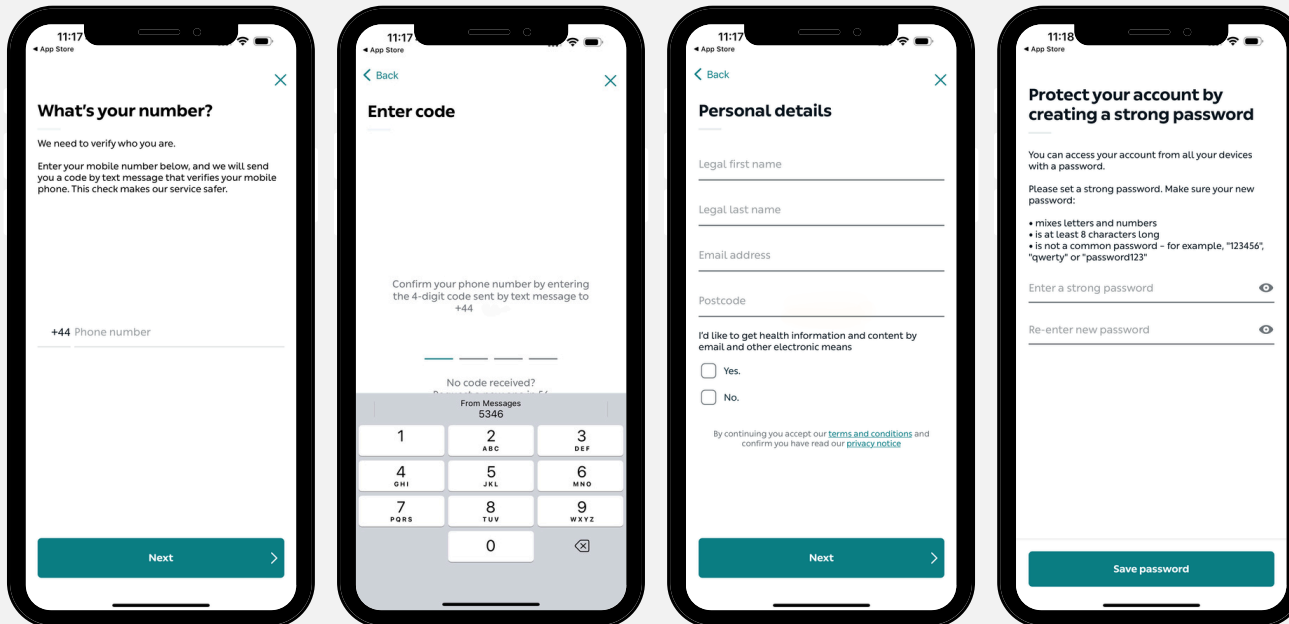 11:17
◀ App Store
What's your number?
We need to verify who you are.
Enter your mobile number below, and we will send
you a code by text message that verifies your mobile
phone. This check makes our service safer.
+44 Phone number
Next
11:17
◀ App Store
Back
Enter code
Confirm your phone number by entering
the 4-digit code sent by text message to
+44
No code received?
From Messages
5346
1 2 3
ABC DEF
4 5 6
GHI JKL MNO
7 8 9
PQRS TUV WXYZ
0
11:17
◀ App Store
Back
Personal details
Legal first name
Legal last name
Email address
Postcode
I'd like to get health information and content by
email and other electronic means
Yes.
No.
By continuing you accept our terms and conditions and
confirm you have read our privacy notice
Next
11:18
◀ App Store
Protect your account by
creating a strong password
You can access your account from all your devices
with a password.
Please set a strong password. Make sure your new
password:
• mixes letters and numbers
• is at least 8 characters long
• is not a common password – for example, "123456",
"qwerty" or "password123"
Enter a strong password
Re-enter new password
Save password